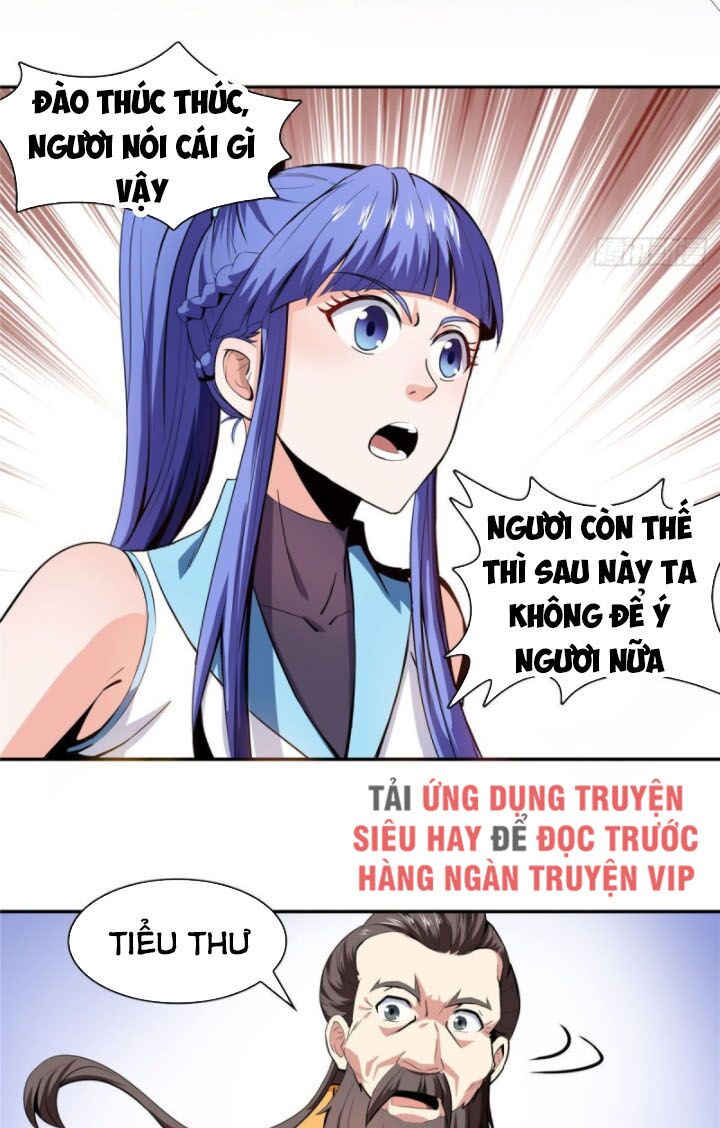 ĐÀO THÚC THÚC,
NGƯƠI NÓI CÁI GÌ
VẬY
NGƯƠI CÒN THẾ
THÌ SAU NÀY TA
KHÔNG ĐỂ Ý
NGƯƠI NỮA
TẢI ỨNG DỤNG TRUYỆN
SIÊU HAY ĐỂ ĐỌC TRƯỚC
HÀNG NGÀN TRUYỆN VIP
TIỂU THƯ